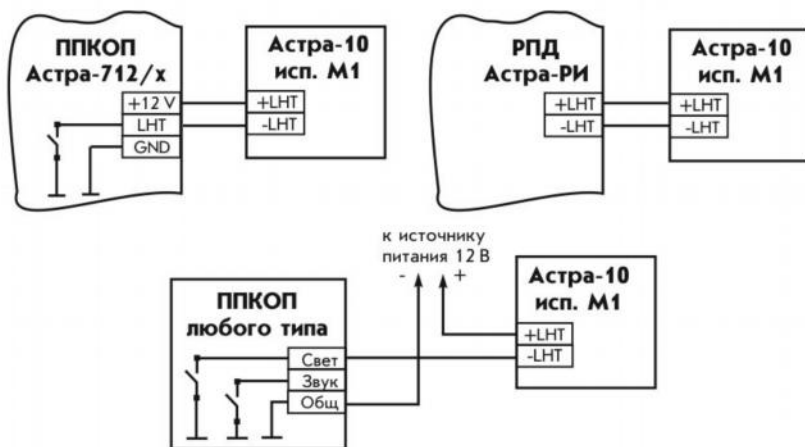 ППКОП
Астра-712/х
+12 V
LHT
GND
Астра-10
исп. М1
+LHT
-LHT
РПД
Астра-РИ
+LHT
-LHT
Астра-10
исп. М1
+LHT
-LHT
к источнику
питания 12 В
- +
ППКОП
любого типа
Свет
Звук
Общ
Астра-10
исп. М1
+LHT
-LHT